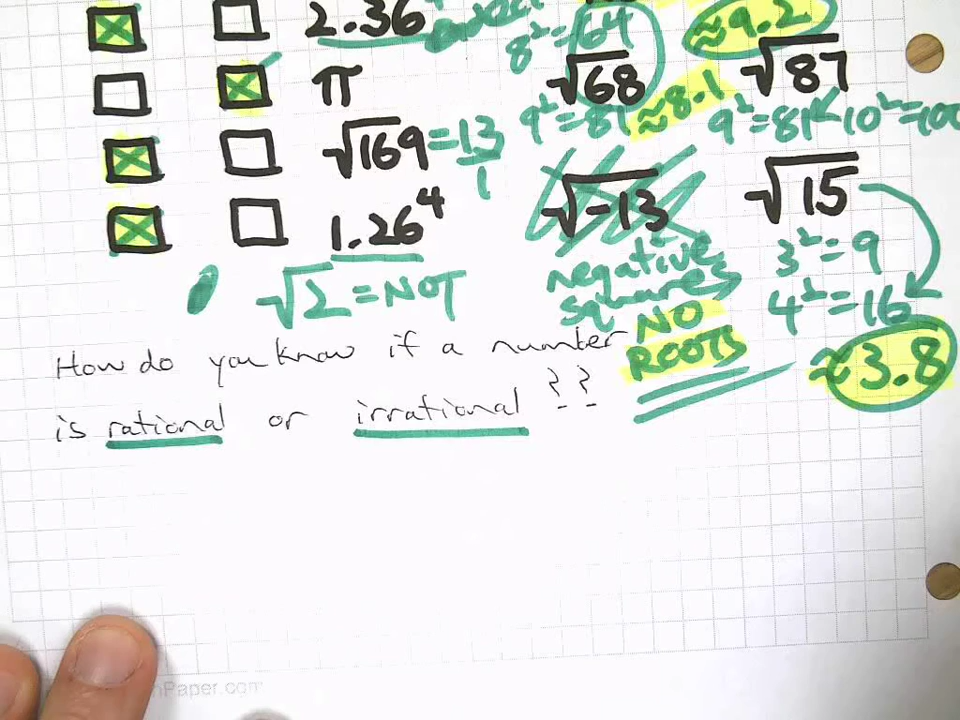 2.36
π
√169 = 13
1
1.26⁴
√2 = NOT
8² = 64
√68
9² = 81
≈8.1
≈9.2
√87
9² = 81 10² = 100
√-13
negative
squares
NO
ROOTS
√15
3² = 9
4² = 16
≈3.8
How do you know if a number
is rational or irrational ??
nPaper.com